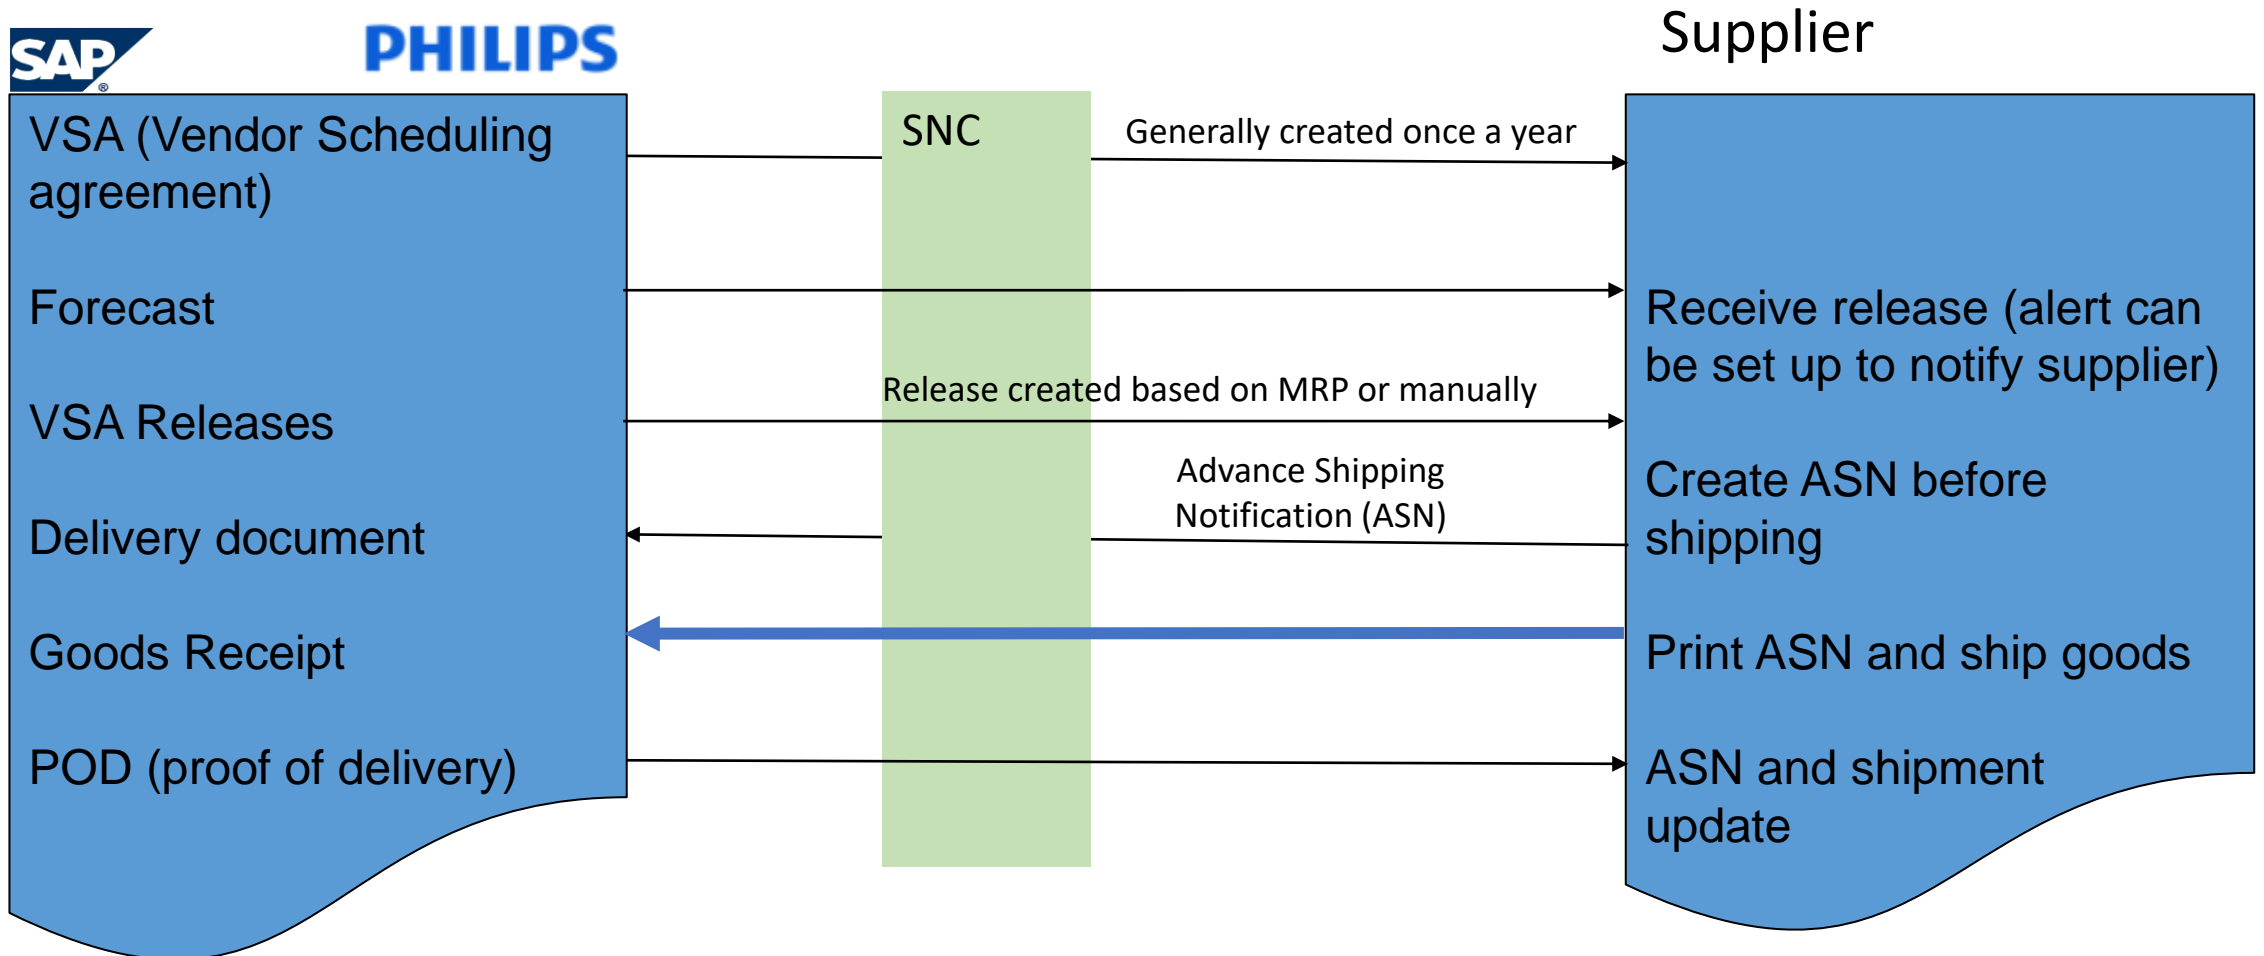 SAP®
PHILIPS
Supplier
VSA (Vendor Scheduling
agreement)
Forecast
VSA Releases
Delivery document
Goods Receipt
POD (proof of delivery)
SNC
Generally created once a year
Release created based on MRP or manually
Advance Shipping
Notification (ASN)
Receive release (alert can
be set up to notify supplier)
Create ASN before
shipping
Print ASN and ship goods
ASN and shipment
update